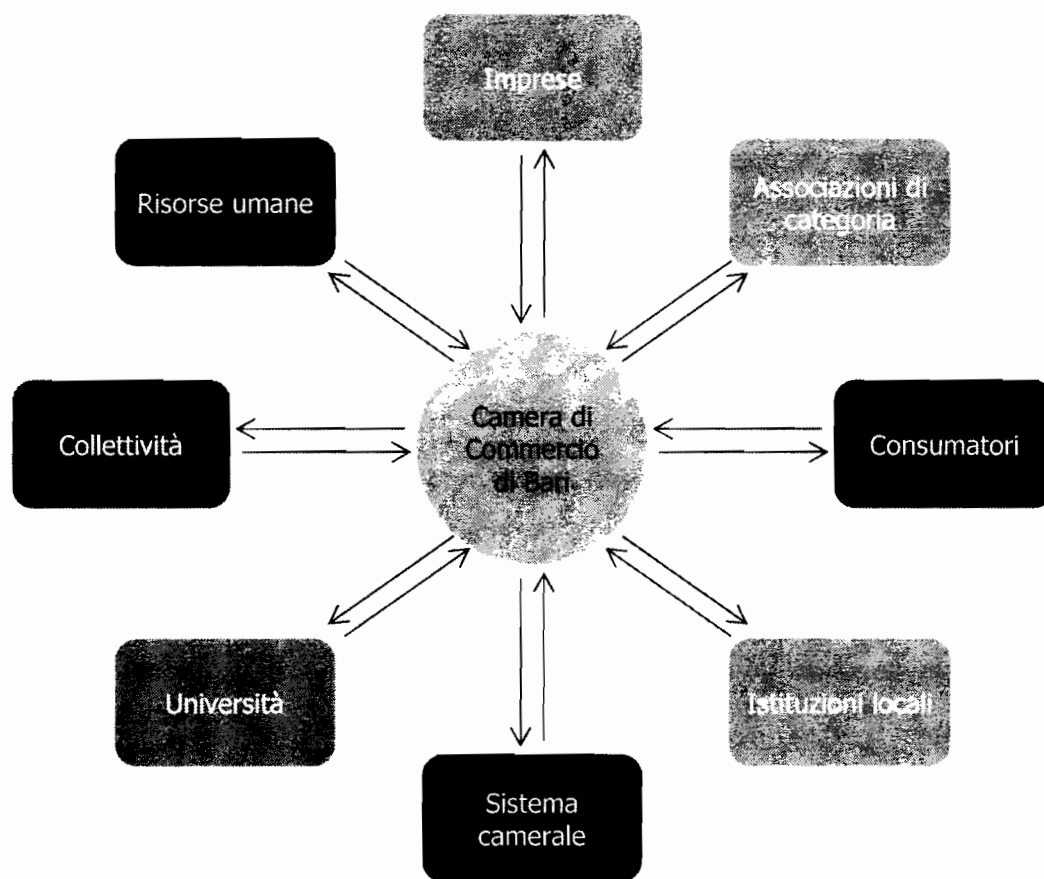 Imprese
Risorse umane
Associazioni di
categoria
Collettività
Camera di
Commercio
di Bari
Consumatori
Università
Istituzioni locali
Sistema
camerale